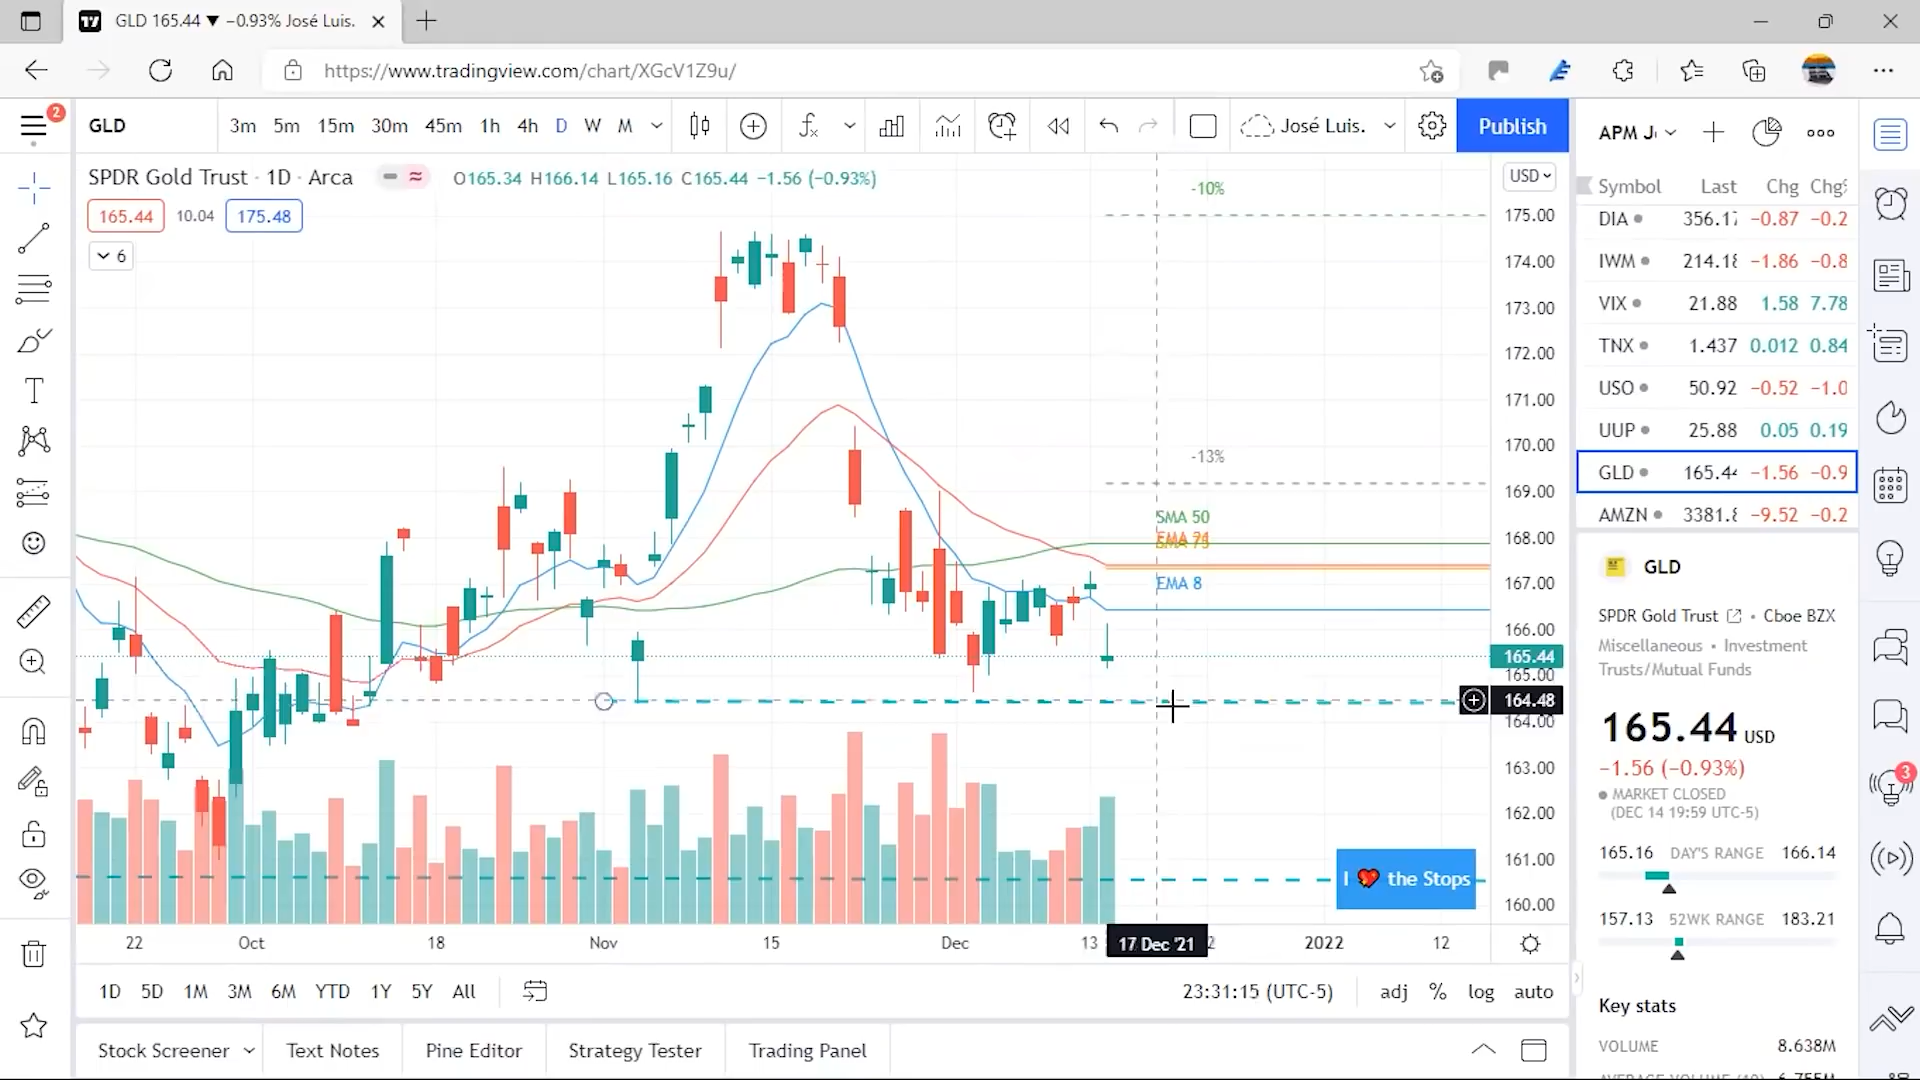 GLD 165.44 ▼ −0.93% José Luis.
https://www.tradingview.com/chart/XGcV1Z9u/
2
GLD
3m 5m 15m 30m 45m 1h 4h D W M
José Luis.
Publish
APM J
SPDR Gold Trust · 1D · Arca
O165.34 H166.14 L165.16 C165.44 −1.56 (−0.93%)
165.44 10.04 175.48
6
USD
-10%
-13%
SMA 50
EMA 8
175.00
174.00
173.00
172.00
171.00
170.00
169.00
168.00
167.00
166.00
165.44
165.00
164.48
164.00
163.00
162.00
161.00
160.00
I ❤ the Stops
22 Oct 18 Nov 15 Dec 13 17 Dec '21 2 2022 12
1D 5D 1M 3M 6M YTD 1Y 5Y All
23:31:15 (UTC-5)
adj % log auto
Stock Screener Text Notes Pine Editor Strategy Tester Trading Panel
Symbol Last Chg Chg%
DIA 356.17 −0.87 −0.2
IWM 214.18 −1.86 −0.8
VIX 21.88 1.58 7.78
TNX 1.437 0.012 0.84
USO 50.92 −0.52 −1.0
UUP 25.88 0.05 0.19
GLD 165.44 −1.56 −0.9
AMZN 3381.8 −9.52 −0.2
GLD
SPDR Gold Trust • Cboe BZX
Miscellaneous • Investment
Trusts/Mutual Funds
165.44 USD
−1.56 (−0.93%)
MARKET CLOSED
(DEC 14 19:59 UTC-5)
165.16 DAY'S RANGE 166.14
157.13 52WK RANGE 183.21
Key stats
VOLUME 8.638M
3